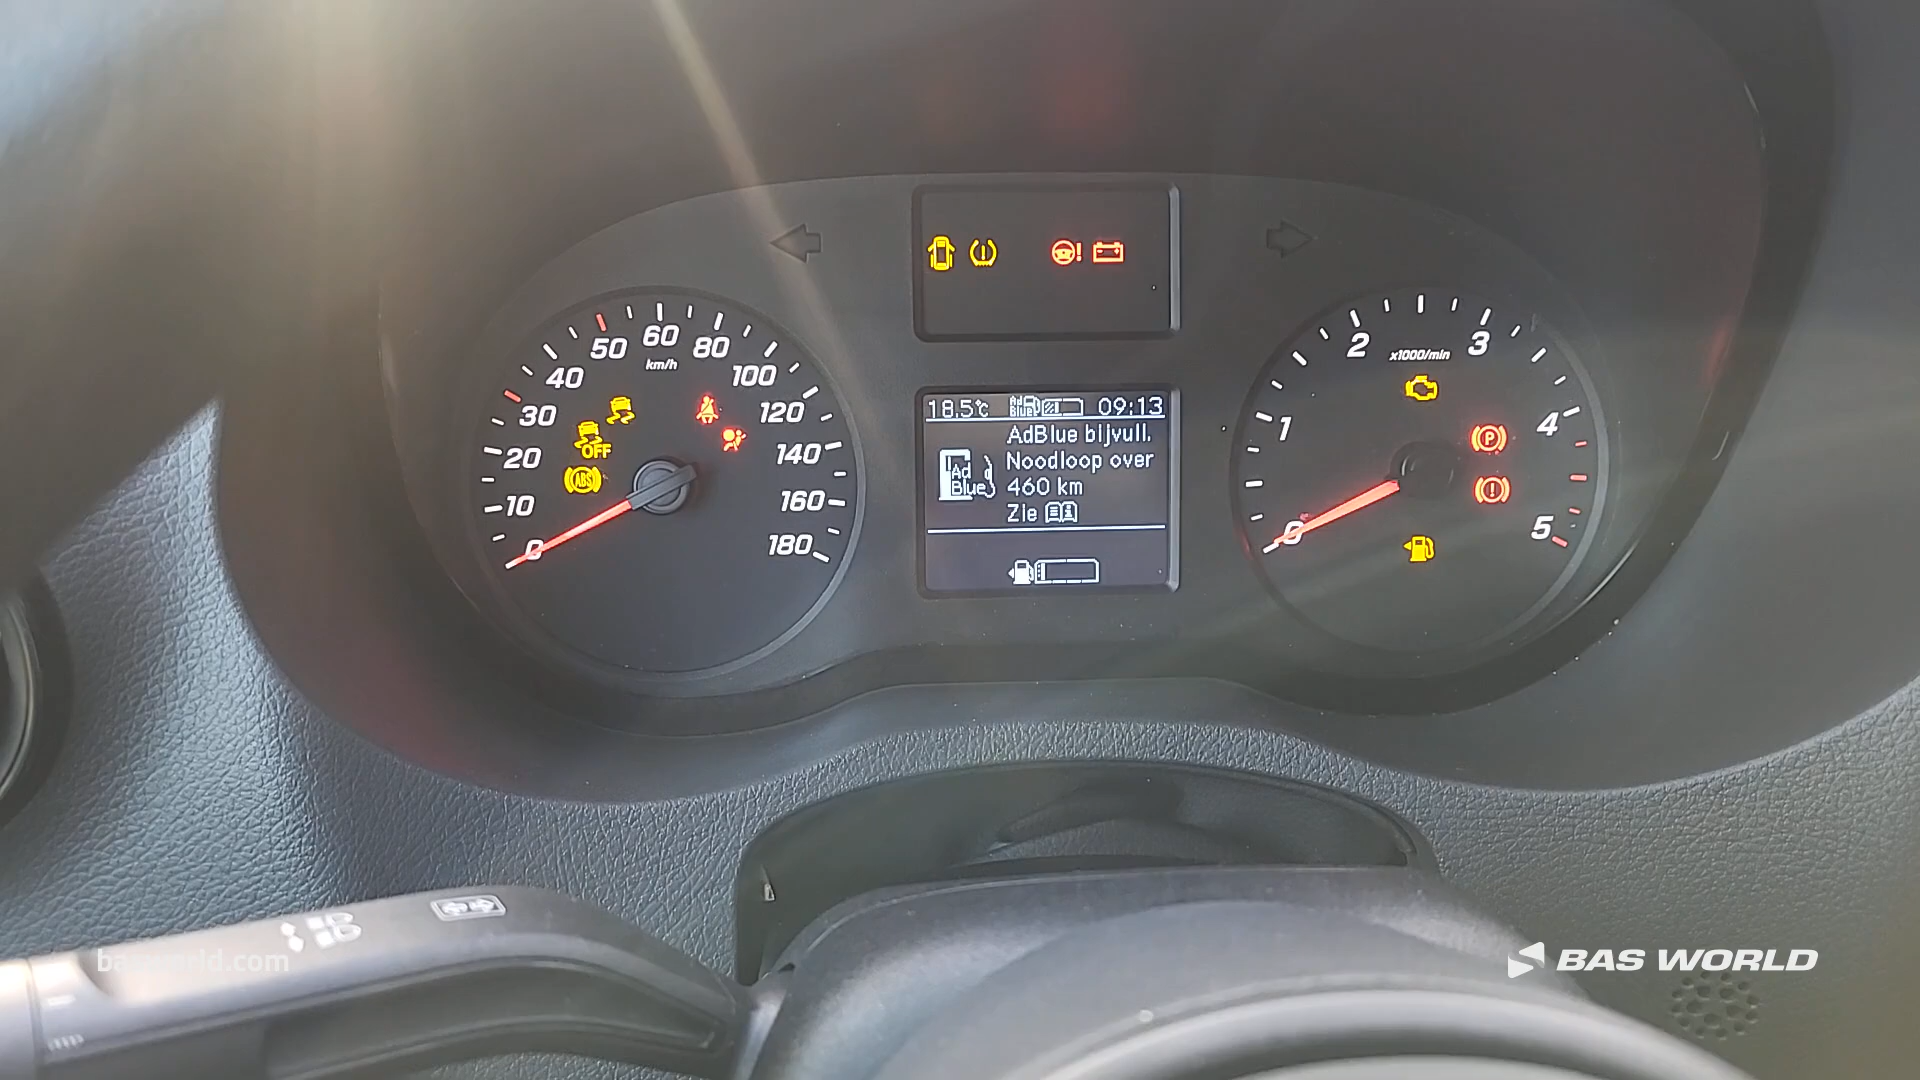 0
10
20
30
40
50
60
80
100
120
140
160
180
km/h
OFF
ABS
18.5°C
Ad
Blue
09:13
AdBlue bijvull.
Noodloop over
460 km
Zie
Ad
Blue
0
1
2
3
4
5
x1000/min
P
basworld.com
BAS WORLD